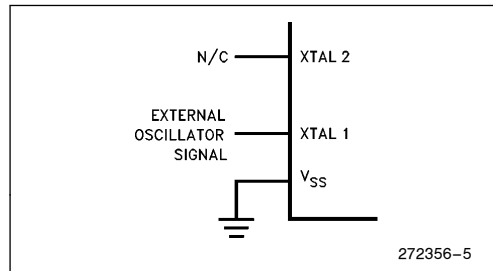 N/C
XTAL 2
EXTERNAL
OSCILLATOR
SIGNAL
XTAL 1
VSS
272356–5